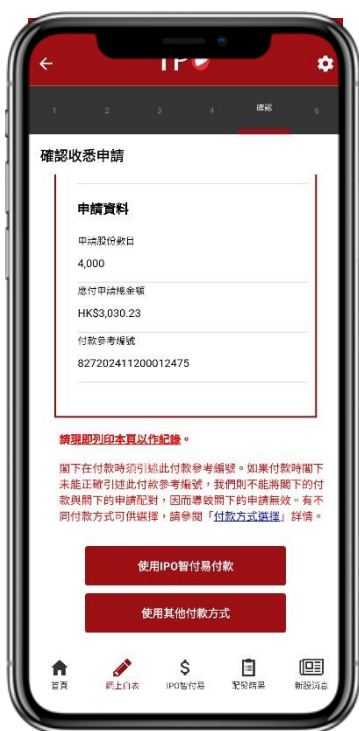 IPO
1 2 3 4 確認 6
確認收悉申請
申請資料
申請股份數目
4,000
應付申請總金額
HK$3,030.23
付款參考編號
827202411200012475
請現即列印本頁以作紀錄。
閣下在付款時須引述此付款參考編號。如果付款時閣下
未能正確引述此付款參考編號，我們則不能將閣下的付
款與閣下的申請配對，因而導致閣下的申請無效。有不
同付款方式可供選擇，請參閱「付款方式選擇」詳情。
使用IPO智付易付款
使用其他付款方式
首頁 網上白表 IPO智付易 配發結果 新股消息